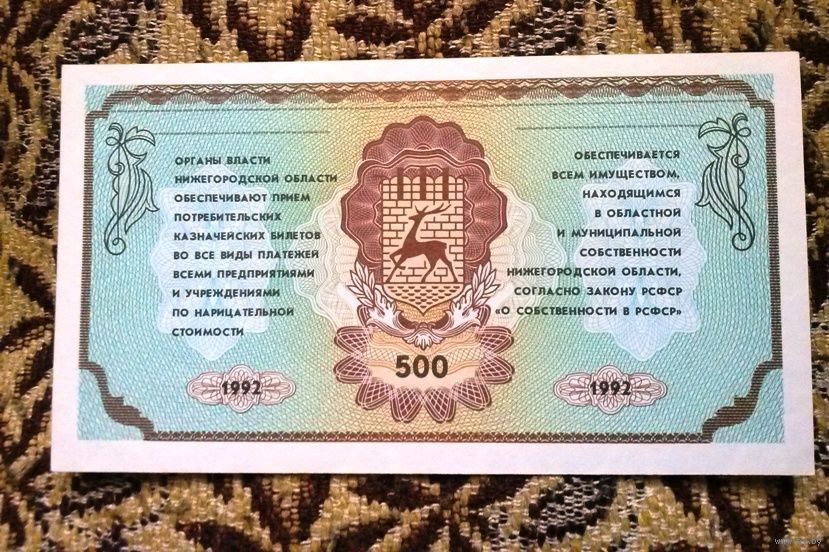 ОРГАНЫ ВЛАСТИ
НИЖЕГОРОДСКОЙ ОБЛАСТИ
ОБЕСПЕЧИВАЮТ ПРИЕМ
ПОТРЕБИТЕЛЬСКИХ
КАЗНАЧЕЙСКИХ БИЛЕТОВ
ВО ВСЕ ВИДЫ ПЛАТЕЖЕЙ
ВСЕМИ ПРЕДПРИЯТИЯМИ
И УЧРЕЖДЕНИЯМИ
ПО НАРИЦАТЕЛЬНОЙ
СТОИМОСТИ
ОБЕСПЕЧИВАЕТСЯ
ВСЕМ ИМУЩЕСТВОМ,
НАХОДЯЩИМСЯ
В ОБЛАСТНОЙ
И МУНИЦИПАЛЬНОЙ
СОБСТВЕННОСТИ
НИЖЕГОРОДСКОЙ ОБЛАСТИ,
СОГЛАСНО ЗАКОНУ РСФСР
«О СОБСТВЕННОСТИ В РСФСР»
500
1992
1992